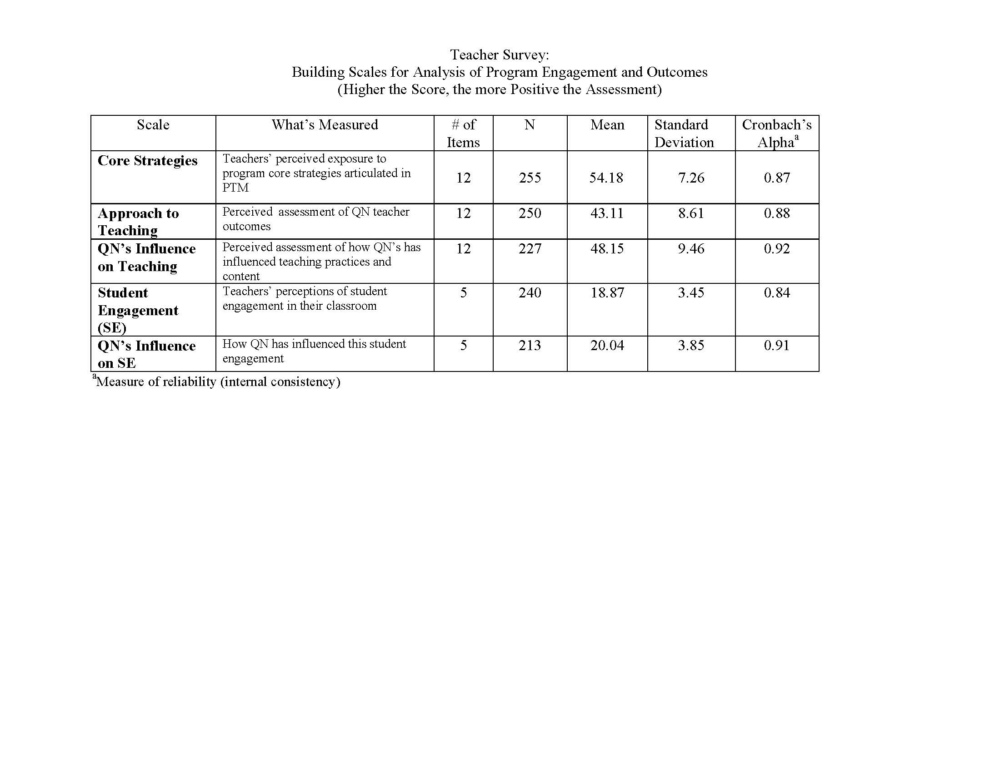 Teacher Survey:
Building Scales for Analysis of Program Engagement and Outcomes
(Higher the Score, the more Positive the Assessment)
Scale What's Measured # of Items N Mean Standard Deviation Cronbach's Alpha^a
Core Strategies Teachers' perceived exposure to program core strategies articulated in PTM 12 255 54.18 7.26 0.87
Approach to Teaching Perceived assessment of QN teacher outcomes 12 250 43.11 8.61 0.88
QN's Influence on Teaching Perceived assessment of how QN's has influenced teaching practices and content 12 227 48.15 9.46 0.92
Student Engagement (SE) Teachers' perceptions of student engagement in their classroom 5 240 18.87 3.45 0.84
QN's Influence on SE How QN has influenced this student engagement 5 213 20.04 3.85 0.91
^aMeasure of reliability (internal consistency)